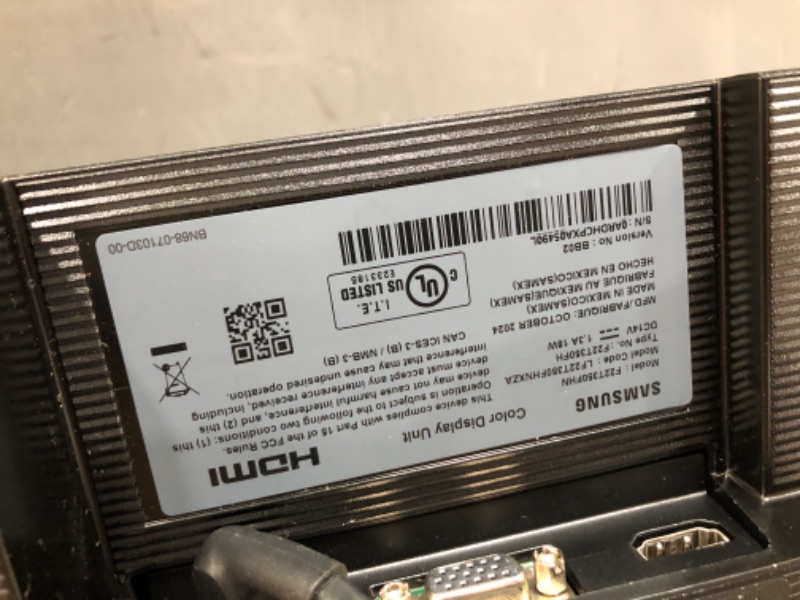 SAMSUNG
Color Display Unit
HDMI
Model : F22T350FHN
Model Code : LF22T350FHNXZA
Type No. : F22T350FH
DC14V 1.3A 18W
This device complies with Part 15 of the FCC Rules.
Operation is subject to the following two conditions: (1) this
device may not cause harmful interference, and (2) this
device must accept any interference received, including
interference that may cause undesired operation.
CAN ICES-3 (B) / NMB-3 (B)
MFD./FABRIQUE: OCTOBER 2024
MADE IN MEXICO(SAMEX)
FABRIQUE AU MEXIQUE(SAMEX)
HECHO EN MEXICO(SAMEX)
I.T.E.
C UL US LISTED
E233185
Version No : BB02
S/N : 0AROHCPXA05490L
BN68-07103D-00